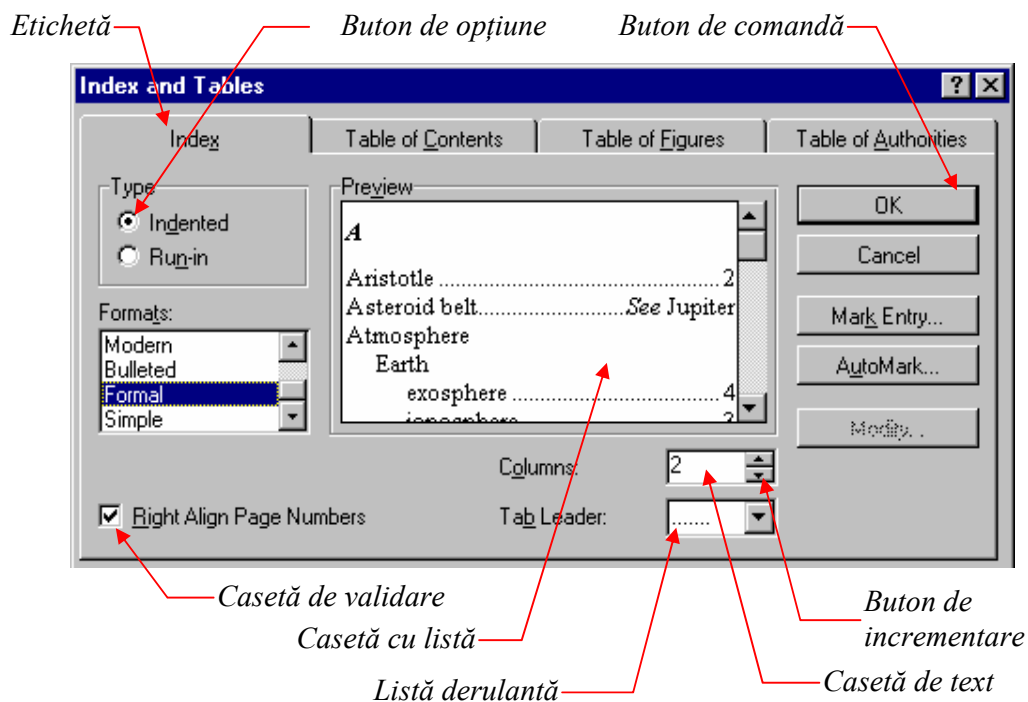 Etichetă
Buton de opțiune
Buton de comandă
Index and Tables
Index
Table of Contents
Table of Figures
Table of Authorities
Type
Indented
Run-in
Formats:
Modern
Bulleted
Formal
Simple
Preview
A
Aristotle ................................................. 2
Asteroid belt..........................See Jupiter
Atmosphere
Earth
exosphere .................................... 4
ionosphere .................................... 3
OK
Cancel
Mark Entry...
AutoMark...
Modify...
Columns:
2
Right Align Page Numbers
Tab Leader:
.......
Casetă de validare
Casetă cu listă
Listă derulantă
Buton de
incrementare
Casetă de text